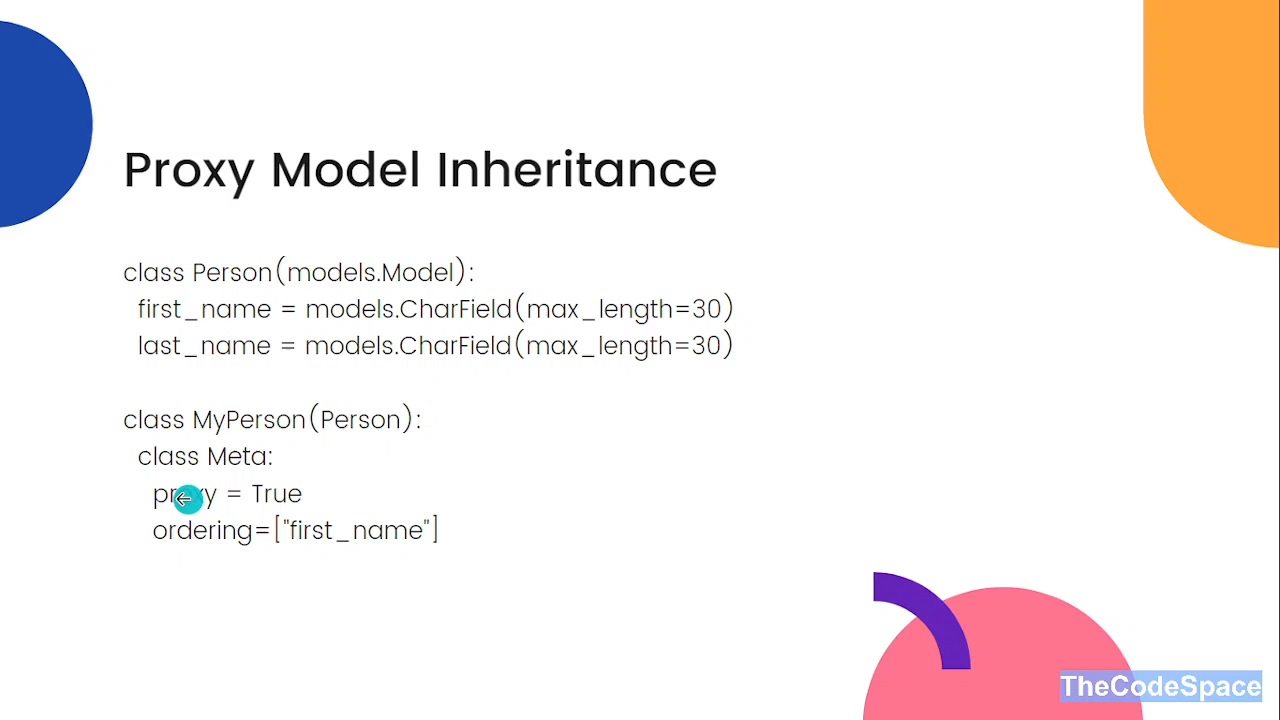 Proxy Model Inheritance
class Person(models.Model):
first_name = models.CharField(max_length=30)
last_name = models.CharField(max_length=30)
class MyPerson(Person):
class Meta:
proxy = True
ordering=["first_name"]
TheCodeSpace